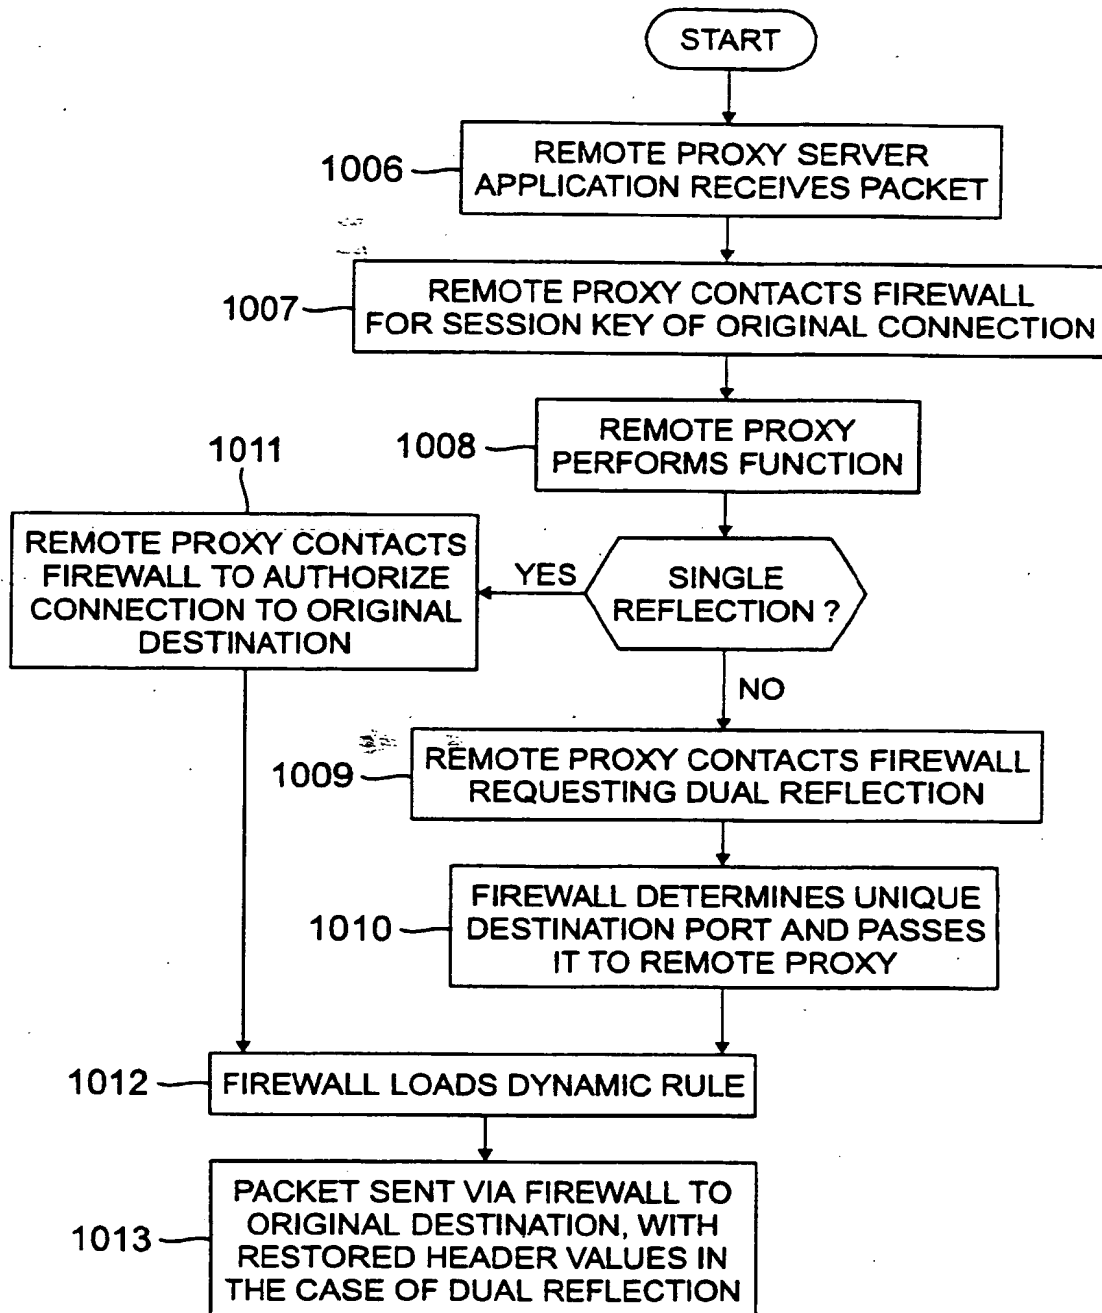 START
1006
REMOTE PROXY SERVER
APPLICATION RECEIVES PACKET
1007
REMOTE PROXY CONTACTS FIREWALL
FOR SESSION KEY OF ORIGINAL CONNECTION
1008
REMOTE PROXY
PERFORMS FUNCTION
SINGLE
REFLECTION ?
YES
1011
REMOTE PROXY CONTACTS
FIREWALL TO AUTHORIZE
CONNECTION TO ORIGINAL
DESTINATION
NO
1009
REMOTE PROXY CONTACTS FIREWALL
REQUESTING DUAL REFLECTION
1010
FIREWALL DETERMINES UNIQUE
DESTINATION PORT AND PASSES
IT TO REMOTE PROXY
1012
FIREWALL LOADS DYNAMIC RULE
1013
PACKET SENT VIA FIREWALL TO
ORIGINAL DESTINATION, WITH
RESTORED HEADER VALUES IN
THE CASE OF DUAL REFLECTION